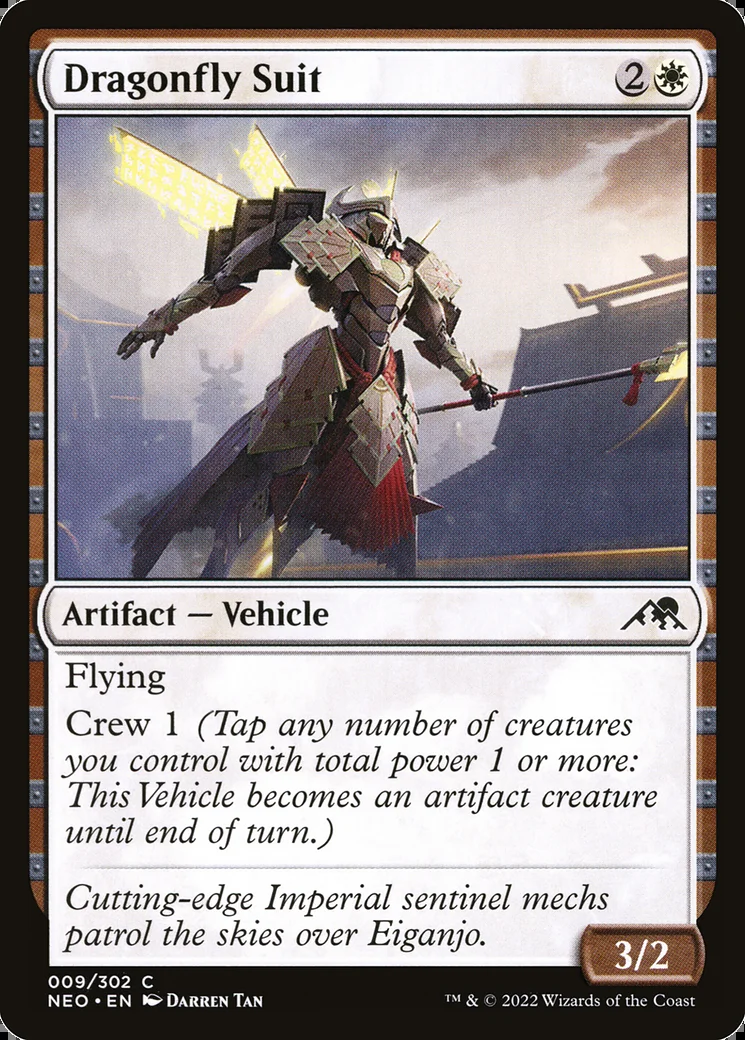 Dragonfly Suit 2
Artifact — Vehicle
Flying
Crew 1 (Tap any number of creatures
you control with total power 1 or more:
This Vehicle becomes an artifact creature
until end of turn.)
Cutting-edge Imperial sentinel mechs
patrol the skies over Eiganjo.
3/2
009/302 C
NEO • EN DARREN TAN
™ & © 2022 Wizards of the Coast